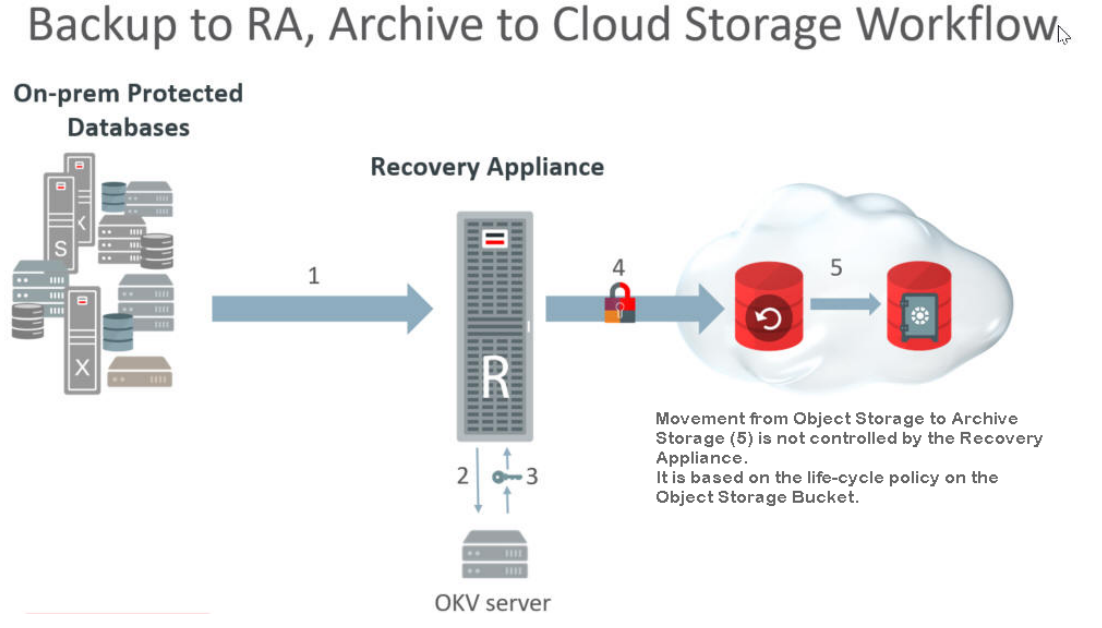 Backup to RA, Archive to Cloud Storage Workflow
On-prem Protected
Databases
Recovery Appliance
K
S
X
1
R
4
5
2
3
OKV server
Movement from Object Storage to Archive
Storage (5) is not controlled by the Recovery
Appliance.
It is based on the life-cycle policy on the
Object Storage Bucket.